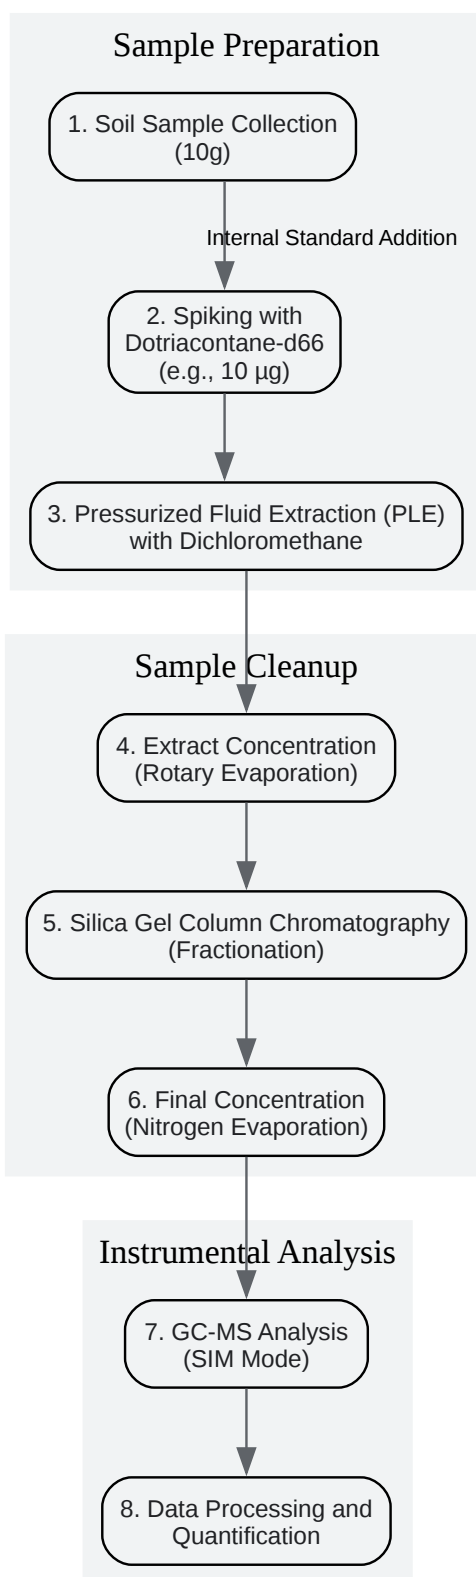 Sample Preparation
1. Soil Sample Collection
(10g)
Internal Standard Addition
2. Spiking with
Dotriacontane-d66
(e.g., 10 µg)
3. Pressurized Fluid Extraction (PLE)
with Dichloromethane
Sample Cleanup
4. Extract Concentration
(Rotary Evaporation)
5. Silica Gel Column Chromatography
(Fractionation)
6. Final Concentration
(Nitrogen Evaporation)
Instrumental Analysis
7. GC-MS Analysis
(SIM Mode)
8. Data Processing and
Quantification